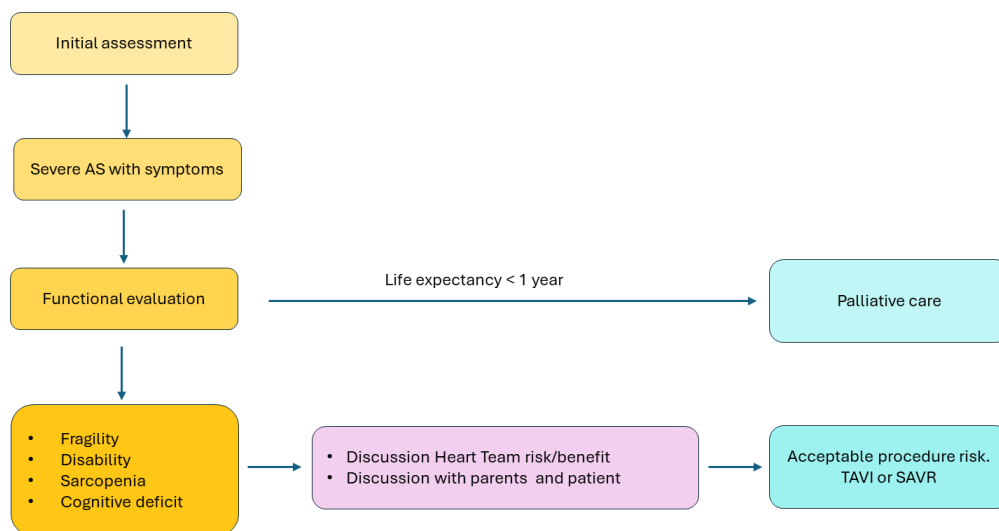 Initial assessment
Severe AS with symptoms
Functional evaluation
Life expectancy < 1 year
Palliative care
• Fragility
• Disability
• Sarcopenia
• Cognitive deficit
• Discussion Heart Team risk/benefit
• Discussion with parents and patient
Acceptable procedure risk.
TAVI or SAVR